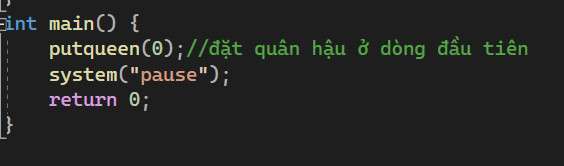 }
int main() {
putqueen(0);//đặt quân hậu ở dòng đầu tiên
system("pause");
return 0;
}